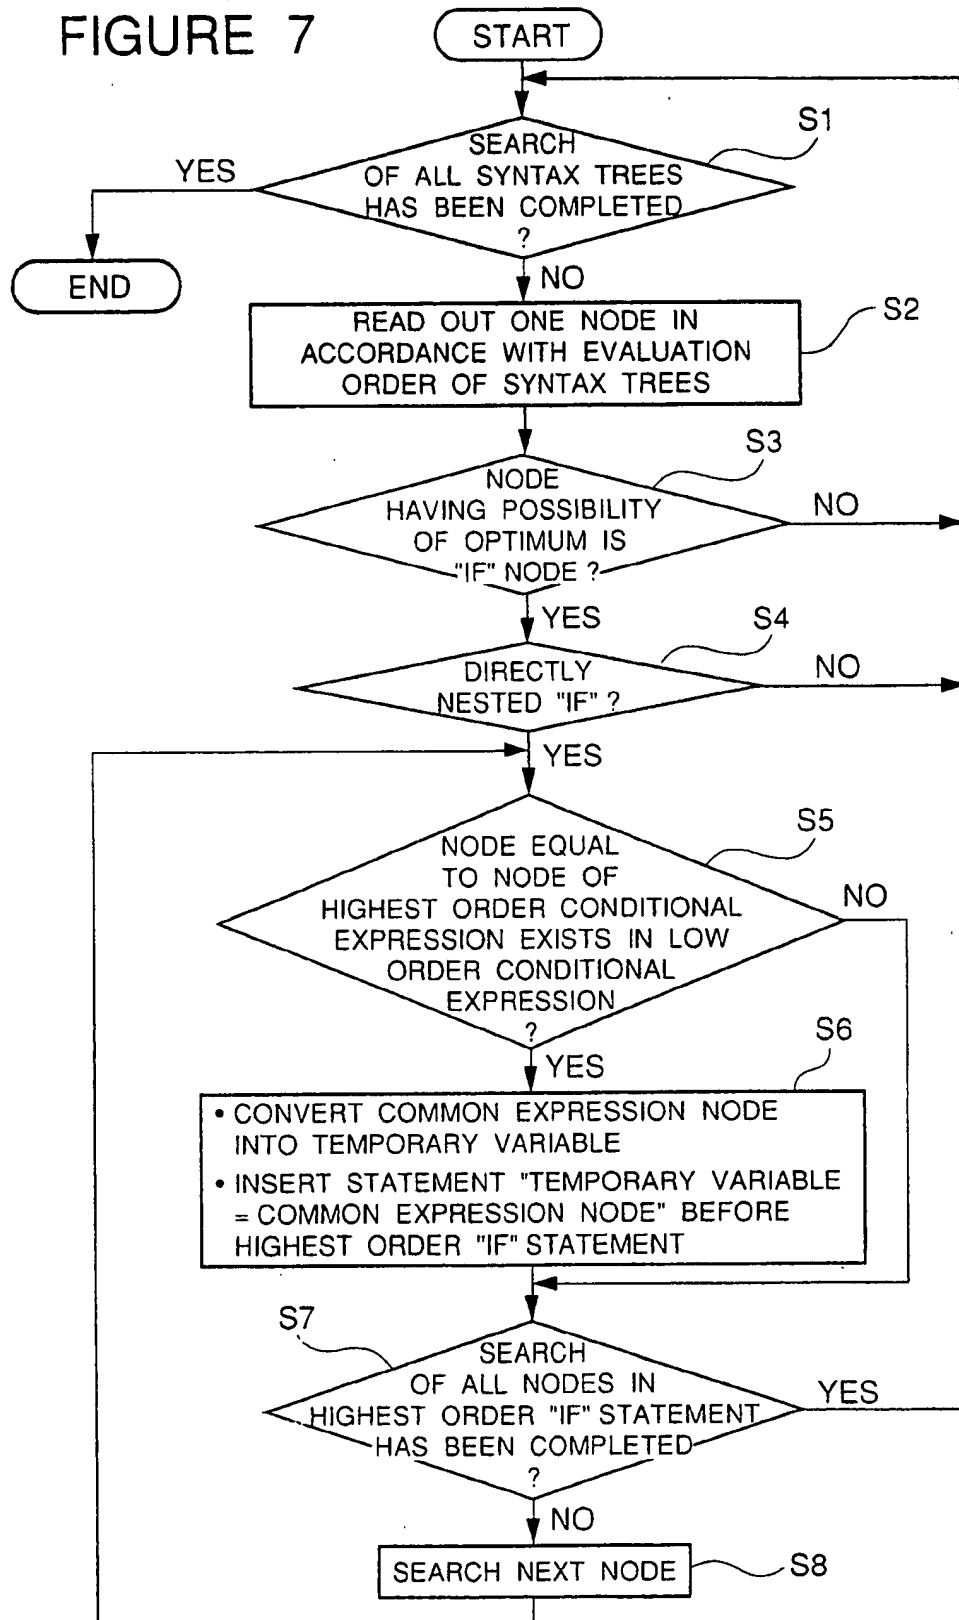 FIGURE 7
START
S1
SEARCH
OF ALL SYNTAX TREES
HAS BEEN COMPLETED
?
YES
END
NO
S2
READ OUT ONE NODE IN
ACCORDANCE WITH EVALUATION
ORDER OF SYNTAX TREES
S3
NODE
HAVING POSSIBILITY
OF OPTIMUM IS
"IF" NODE ?
NO
YES
S4
DIRECTLY
NESTED "IF" ?
NO
YES
S5
NODE EQUAL
TO NODE OF
HIGHEST ORDER CONDITIONAL
EXPRESSION EXISTS IN LOW
ORDER CONDITIONAL
EXPRESSION
?
NO
YES
S6
• CONVERT COMMON EXPRESSION NODE
INTO TEMPORARY VARIABLE
• INSERT STATEMENT "TEMPORARY VARIABLE
= COMMON EXPRESSION NODE" BEFORE
HIGHEST ORDER "IF" STATEMENT
S7
SEARCH
OF ALL NODES IN
HIGHEST ORDER "IF" STATEMENT
HAS BEEN COMPLETED
?
YES
NO
SEARCH NEXT NODE
S8